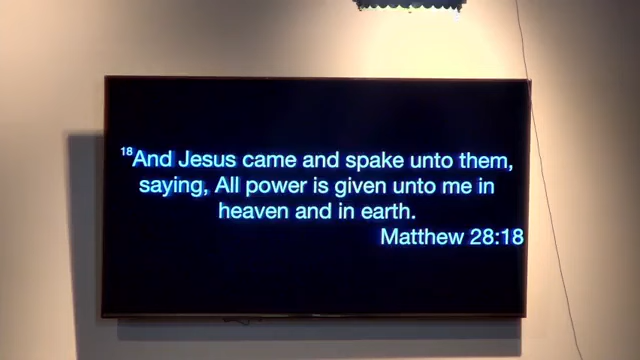 18And Jesus came and spake unto them,
saying, All power is given unto me in
heaven and in earth.
Matthew 28:18